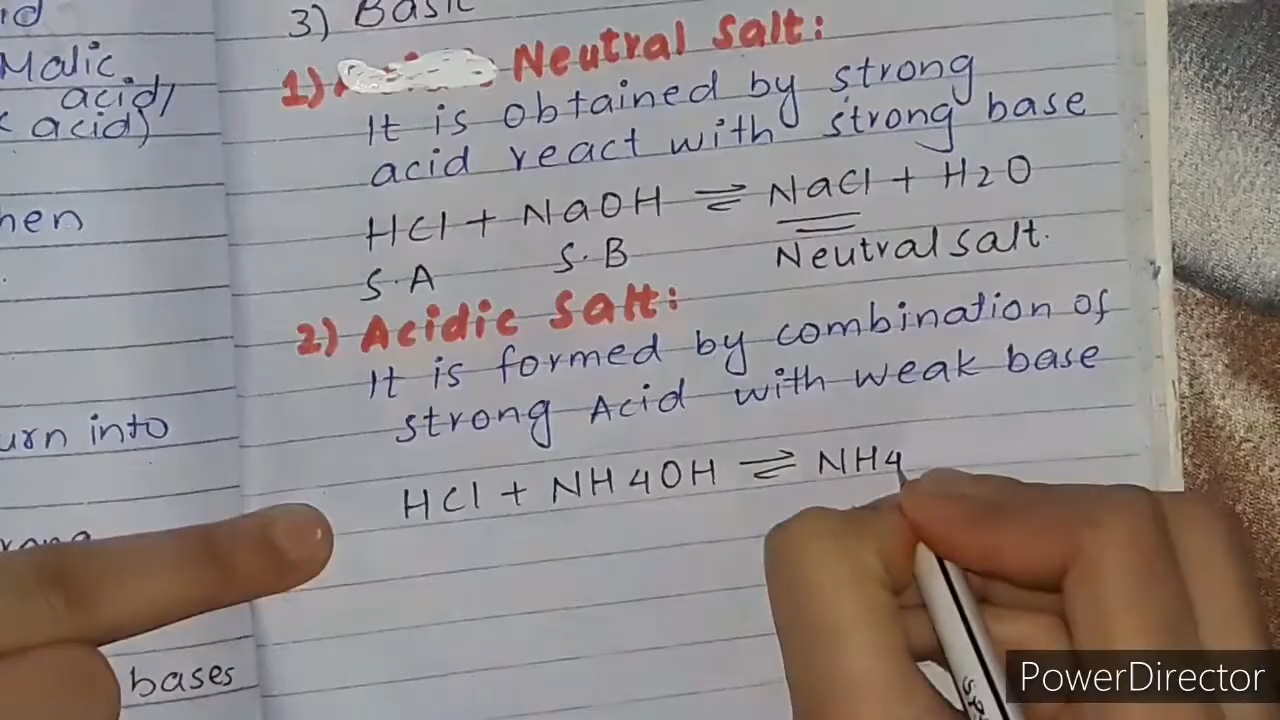 id
Malic
acid/
acid)
hen
urn into
bases
3) Basic
1) Neutral Salt:
It is obtained by strong
acid react with strong base
HCl + NaOH ⇌ NaCl + H2O
S.A S.B Neutral salt.
2) Acidic Salt:
It is formed by combination of
strong Acid with weak base
HCl + NH4OH ⇌ NH4
PowerDirector